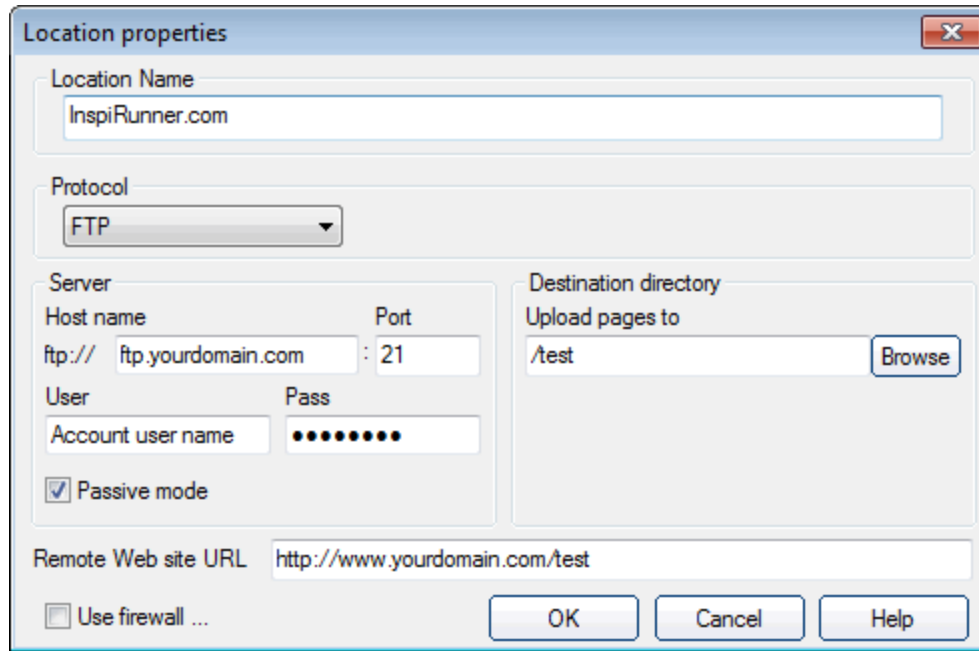 Location properties
Location Name
InspiRunner.com
Protocol
FTP
Server
Host name Port
ftp:// ftp.yourdomain.com : 21
User Pass
Account user name ●●●●●●●●
Passive mode
Destination directory
Upload pages to
/test Browse
Remote Web site URL http://www.yourdomain.com/test
Use firewall ... OK Cancel Help